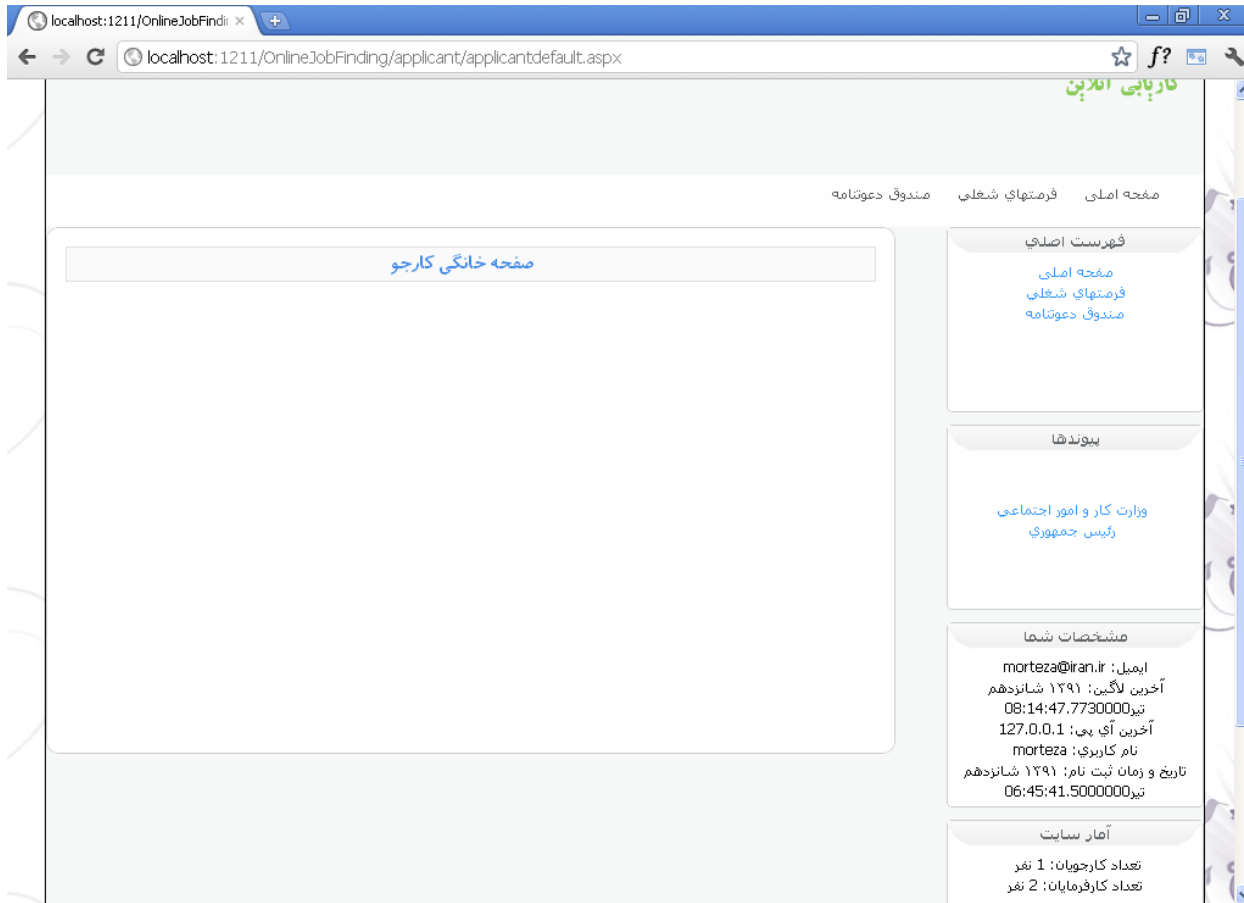 localhost:1211/OnlineJobFindir
localhost:1211/OnlineJobFinding/applicant/applicantdefault.aspx
f?
کاریابی آنلاین
صفحه اصلی فرصتهاي شغلي صندوق دعوتنامه
فهرست اصلي
صفحه اصلی
فرصتهاي شغلي
صندوق دعوتنامه
صفحه خانگی کارجو
پیوندها
وزارت کار و امور اجتماعي
رئیس جمهوري
مشخصات شما
ایمیل: morteza@iran.ir
آخرین لاگین: ۱۳۹۱ شانزدهم
تیر08:14:47.7730000
آخرین آي پي: 127.0.0.1
نام کاربري: morteza
تاریخ و زمان ثبت نام: ۱۳۹۱ شانزدهم
تیر06:45:41.5000000
آمار سایت
تعداد کارجویان: 1 نفر
تعداد کارفرمایان: 2 نفر